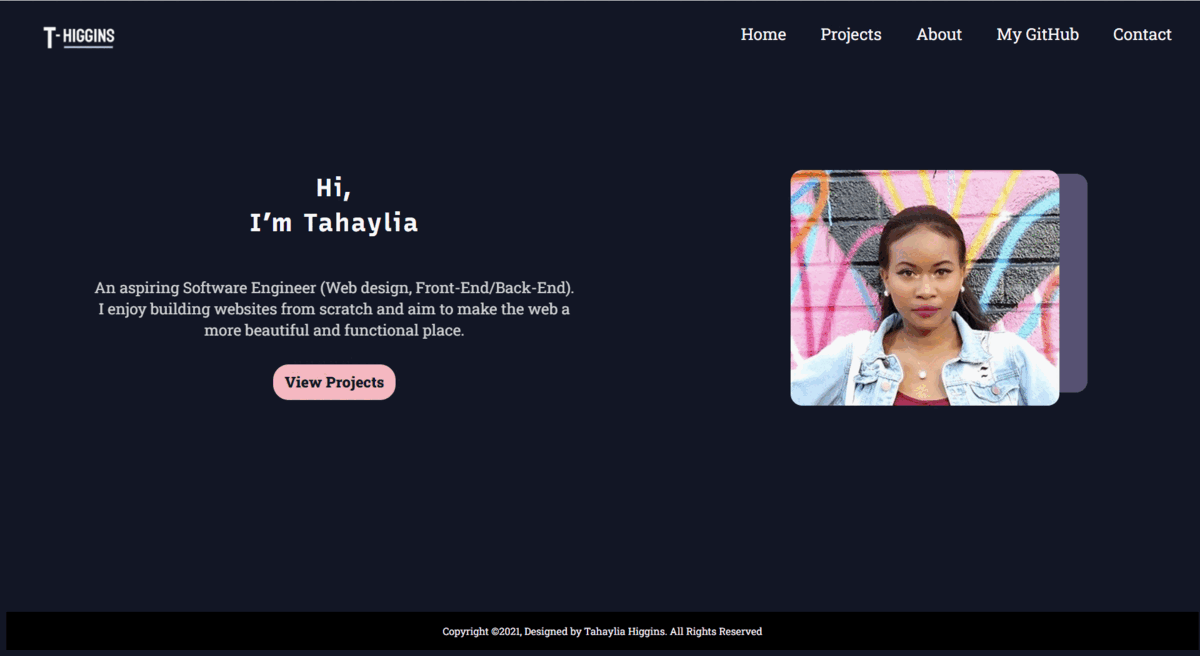 T-HIGGINS
Home Projects About My GitHub Contact
Hi,
I’m Tahaylia
An aspiring Software Engineer (Web design, Front-End/Back-End).
I enjoy building websites from scratch and aim to make the web a
more beautiful and functional place.
View Projects
Copyright ©2021, Designed by Tahaylia Higgins. All Rights Reserved